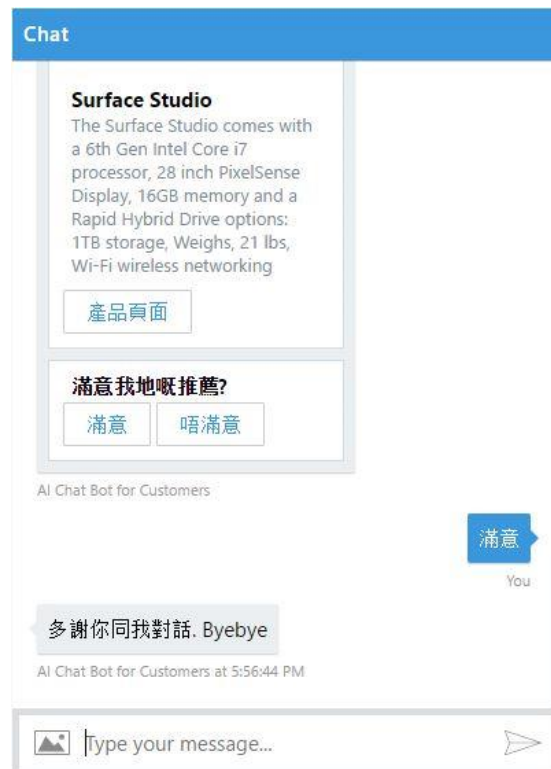 Chat
Surface Studio
The Surface Studio comes with
a 6th Gen Intel Core i7
processor, 28 inch PixelSense
Display, 16GB memory and a
Rapid Hybrid Drive options:
1TB storage, Weighs, 21 lbs,
Wi-Fi wireless networking
產品頁面
滿意我地嘅推薦?
滿意 唔滿意
AI Chat Bot for Customers
滿意
You
多謝你同我對話. Byebye
AI Chat Bot for Customers at 5:56:44 PM
Type your message...